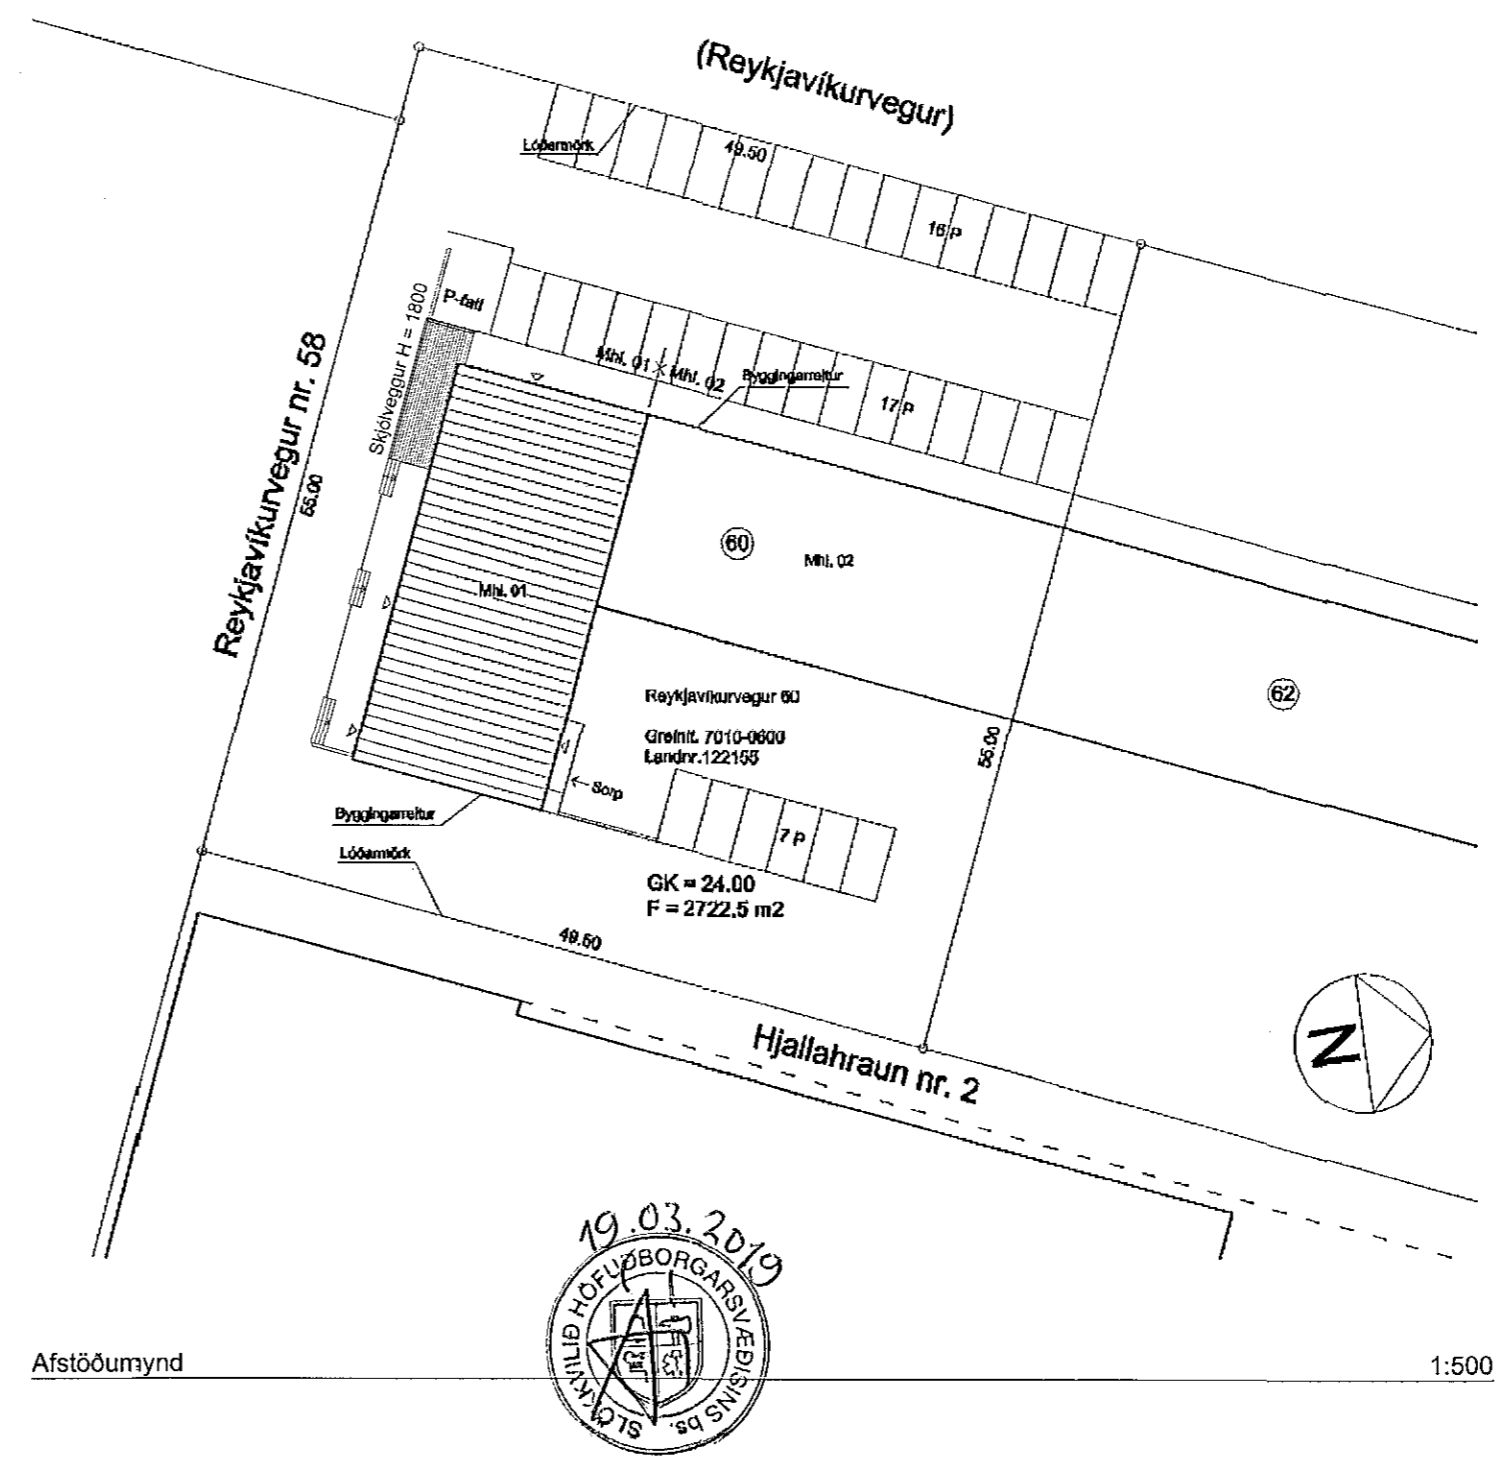 (Reykjavíkurvegur)
Lóðarmörk
49.50
16 P
P-fatl
Skjólveggur H = 1800
Mhl. 01
Mhl. 02
Byggingarreitur
17 P
Reykjavíkurvegur nr. 58
55.00
60
Mhl. 02
Mhl. 01
62
Reykjavíkurvegur 60
Greinit. 7010-0600
Landnr.122155
55.00
Sorp
Byggingarreitur
7 P
Lóðarmörk
GK = 24.00
F = 2722,5 m2
49.50
Hjallahraun nr. 2
N
19.03.2019
SLÖKKVILIÐ HÖFUÐBORGARSVÆÐISINS bs.
Afstöðumynd
1:500